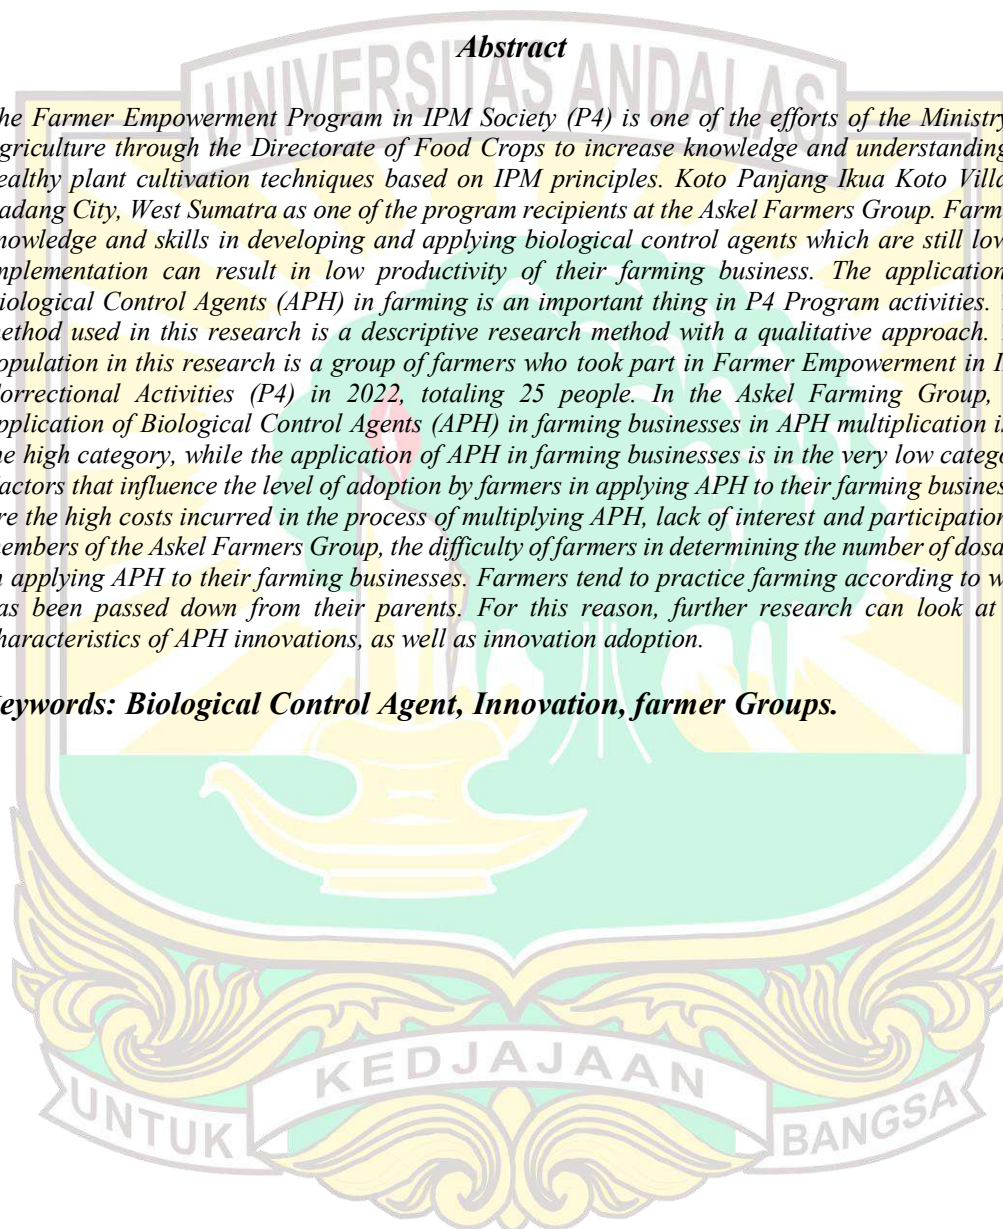 UNIVERSITAS ANDALAS
Abstract
he Farmer Empowerment Program in IPM Society (P4) is one of the efforts of the Ministry
griculture through the Directorate of Food Crops to increase knowledge and understanding
ealthy plant cultivation techniques based on IPM principles. Koto Panjang Ikua Koto Villa
adang City, West Sumatra as one of the program recipients at the Askel Farmers Group. Farm
nowledge and skills in developing and applying biological control agents which are still low
mplementation can result in low productivity of their farming business. The application
iological Control Agents (APH) in farming is an important thing in P4 Program activities.
ethod used in this research is a descriptive research method with a qualitative approach.
opulation in this research is a group of farmers who took part in Farmer Empowerment in I
orrectional Activities (P4) in 2022, totaling 25 people. In the Askel Farming Group,
pplication of Biological Control Agents (APH) in farming businesses in APH multiplication i
he high category, while the application of APH in farming businesses is in the very low catego
actors that influence the level of adoption by farmers in applying APH to their farming busines
re the high costs incurred in the process of multiplying APH, lack of interest and participation
embers of the Askel Farmers Group, the difficulty of farmers in determining the number of dosa
n applying APH to their farming businesses. Farmers tend to practice farming according to w
as been passed down from their parents. For this reason, further research can look at
haracteristics of APH innovations, as well as innovation adoption.
eywords: Biological Control Agent, Innovation, farmer Groups.
UNTUK KEDJAJAAN BANGSA